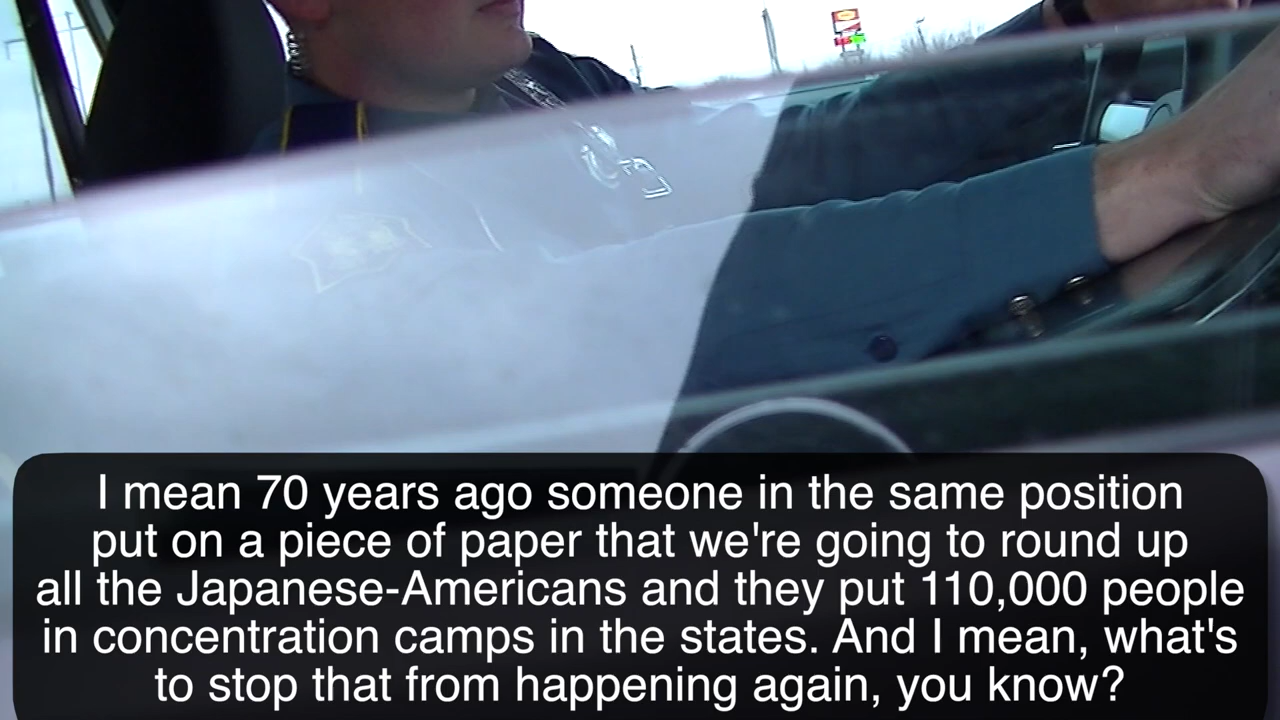 I mean 70 years ago someone in the same position
put on a piece of paper that we're going to round up
all the Japanese-Americans and they put 110,000 people
in concentration camps in the states. And I mean, what's
to stop that from happening again, you know?